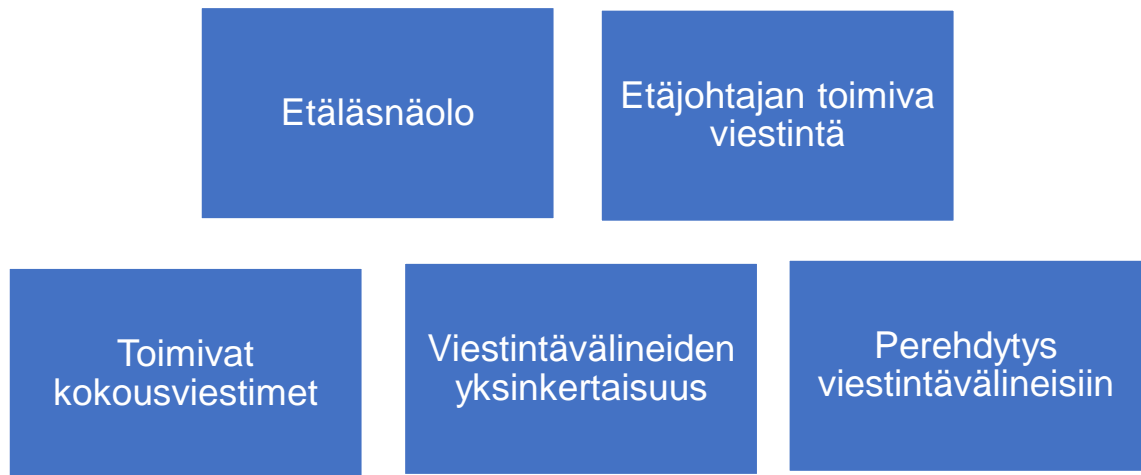 Etäläsnäolo
Etäjohtajan toimiva
viestintä
Toimivat
kokousviestimet
Viestintävälineiden
yksinkertaisuus
Perehdytys
viestintävälineisiin